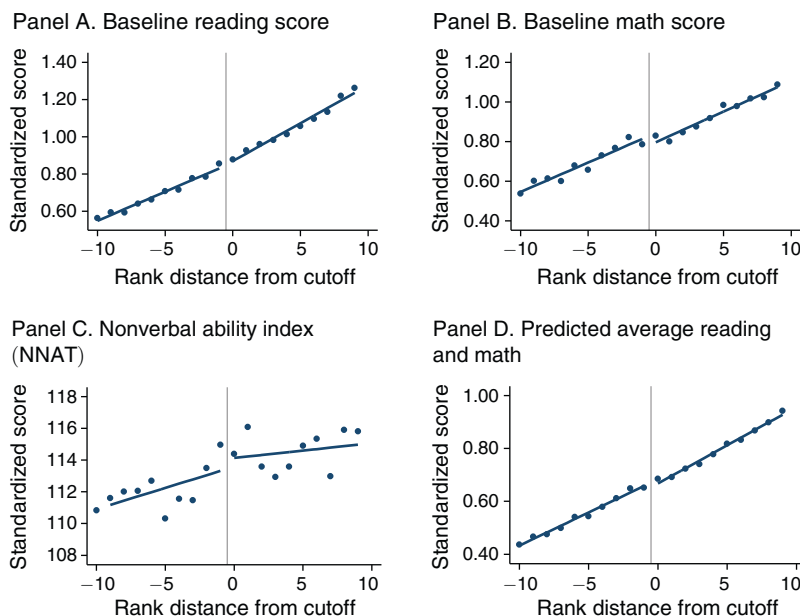 Panel A. Baseline reading score
Standardized score
1.40
1.20
1.00
0.80
0.60
−10
−5
0
5
10
Rank distance from cutoff
Panel B. Baseline math score
Standardized score
1.20
1.00
0.80
0.60
0.40
−10
−5
0
5
10
Rank distance from cutoff
Panel C. Nonverbal ability index
(NNAT)
Standardized score
118
116
114
112
110
108
−10
−5
0
5
10
Rank distance from cutoff
Panel D. Predicted average reading
and math
Standardized score
1.00
0.80
0.60
0.40
−10
−5
0
5
10
Rank distance from cutoff